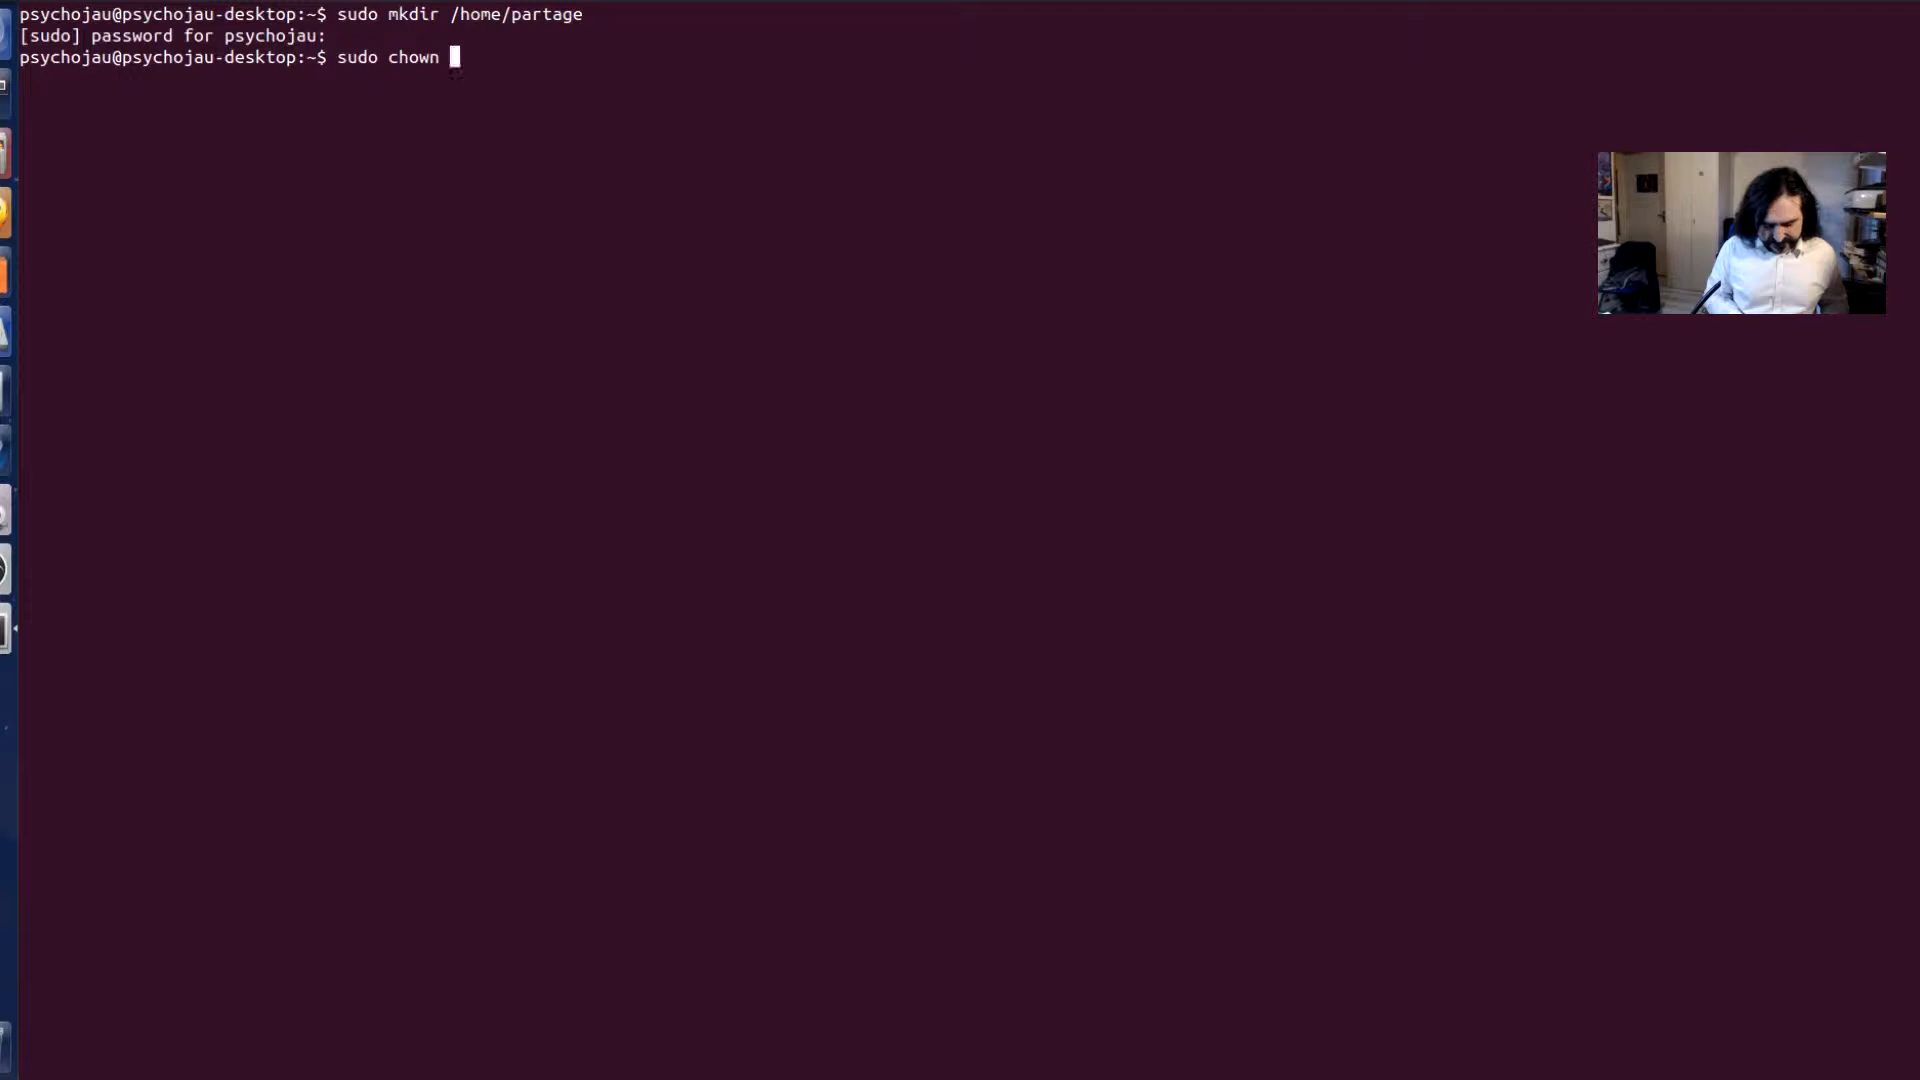 psychojau@psychojau-desktop:~$ sudo mkdir /home/partage
[sudo] password for psychojau:
psychojau@psychojau-desktop:~$ sudo chown